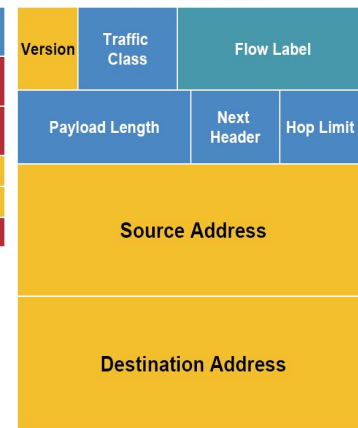 Version
Traffic
Class
Flow Label
Payload Length
Next
Header
Hop Limit
Source Address
Destination Address